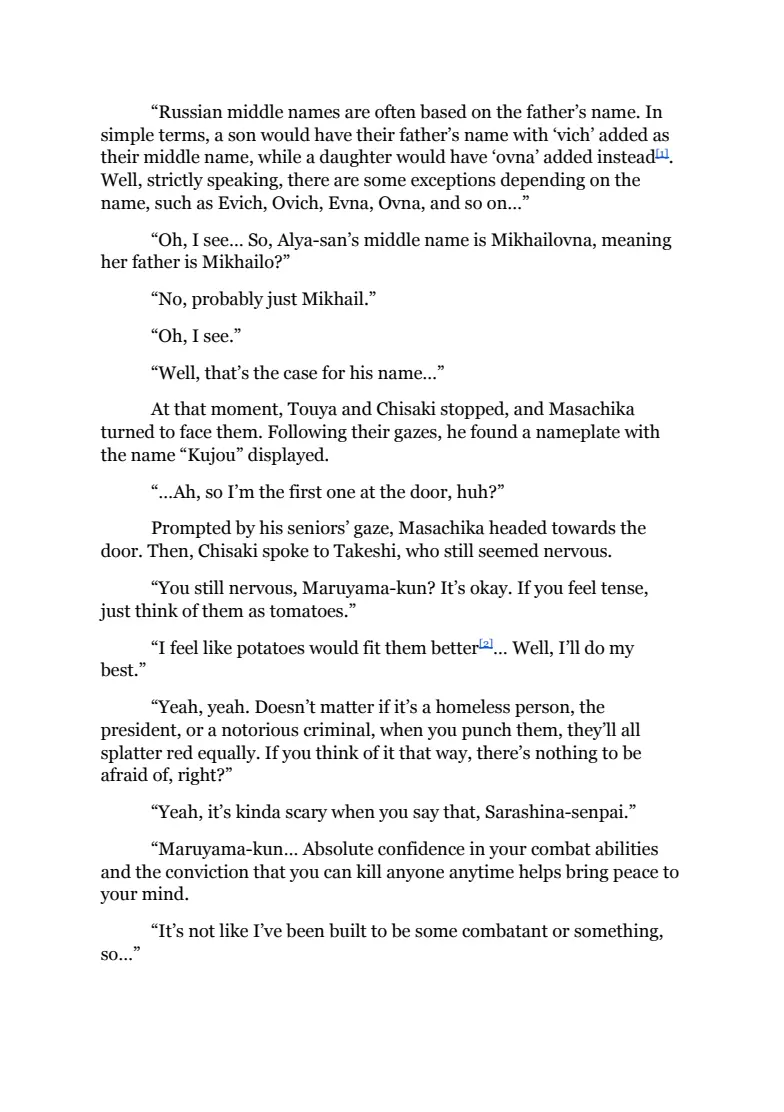 “Russian middle names are often based on the father’s name. In
simple terms, a son would have their father’s name with ‘vich’ added as
their middle name, while a daughter would have ‘ovna’ added instead[1].
Well, strictly speaking, there are some exceptions depending on the
name, such as Evich, Ovich, Evna, Ovna, and so on…”
“Oh, I see… So, Alya-san’s middle name is Mikhailovna, meaning
her father is Mikhailo?”
“No, probably just Mikhail.”
“Oh, I see.”
“Well, that’s the case for his name…”
At that moment, Touya and Chisaki stopped, and Masachika
turned to face them. Following their gazes, he found a nameplate with
the name “Kujou” displayed.
“…Ah, so I’m the first one at the door, huh?”
Prompted by his seniors’ gaze, Masachika headed towards the
door. Then, Chisaki spoke to Takeshi, who still seemed nervous.
“You still nervous, Maruyama-kun? It’s okay. If you feel tense,
just think of them as tomatoes.”
“I feel like potatoes would fit them better[2]… Well, I’ll do my
best.”
“Yeah, yeah. Doesn’t matter if it’s a homeless person, the
president, or a notorious criminal, when you punch them, they’ll all
splatter red equally. If you think of it that way, there’s nothing to be
afraid of, right?”
“Yeah, it’s kinda scary when you say that, Sarashina-senpai.”
“Maruyama-kun… Absolute confidence in your combat abilities
and the conviction that you can kill anyone anytime helps bring peace to
your mind.
“It’s not like I’ve been built to be some combatant or something,
so…”